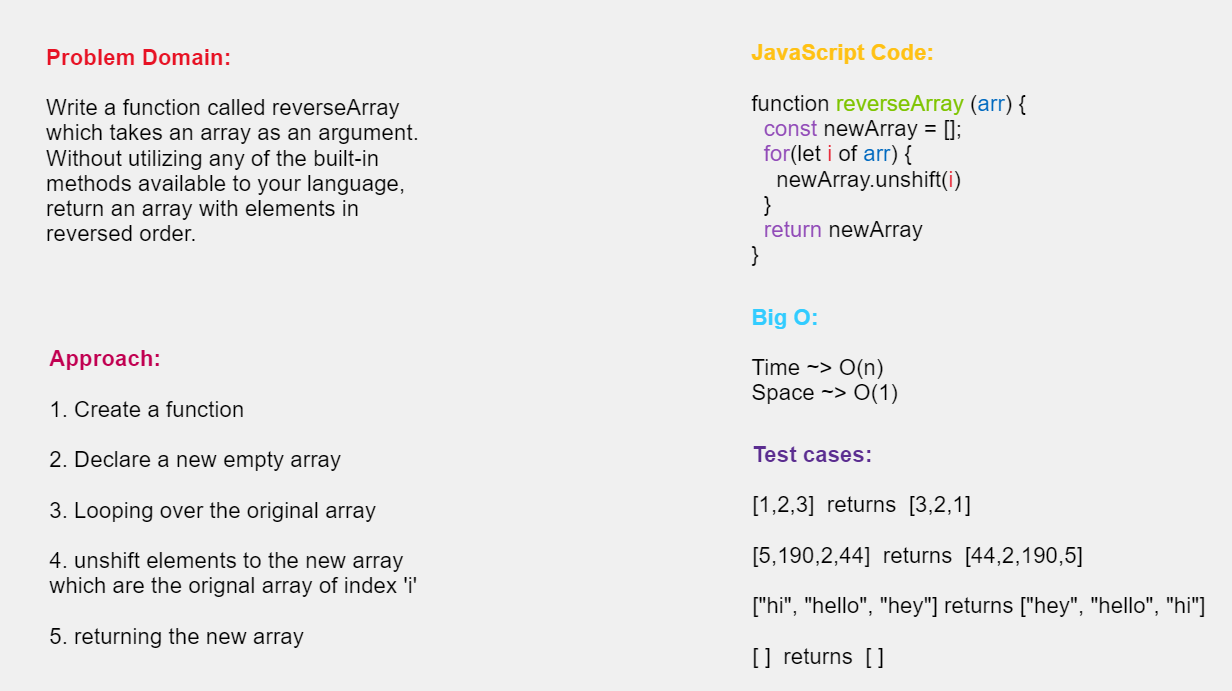 Problem Domain:
Write a function called reverseArray
which takes an array as an argument.
Without utilizing any of the built-in
methods available to your language,
return an array with elements in
reversed order.
Approach:
1. Create a function
2. Declare a new empty array
3. Looping over the original array
4. unshift elements to the new array
which are the orignal array of index 'i'
5. returning the new array
JavaScript Code:
function reverseArray (arr) {
const newArray = [];
for(let i of arr) {
newArray.unshift(i)
}
return newArray
}
Big O:
Time ~> O(n)
Space ~> O(1)
Test cases:
[1,2,3] returns [3,2,1]
[5,190,2,44] returns [44,2,190,5]
["hi", "hello", "hey"] returns ["hey", "hello", "hi"]
[ ] returns [ ]